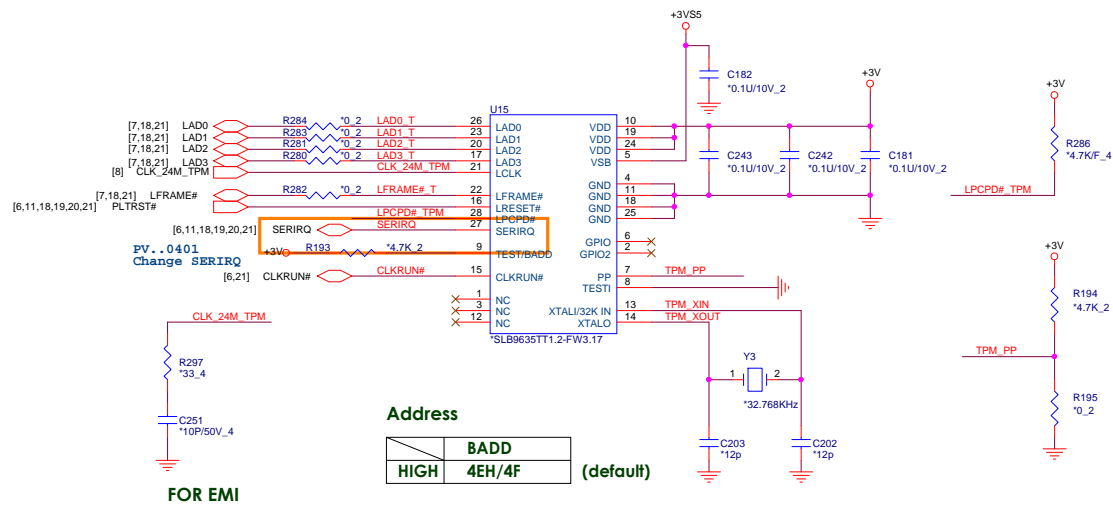 +3VS5
C182
*0.1U/10V_2
+3V
+3V
U15
[7,18,21] LAD0 R284 *0_2 LAD0_T 26 LAD0 VDD 10
[7,18,21] LAD1 R283 *0_2 LAD1_T 23 LAD1 VDD 19
[7,18,21] LAD2 R281 *0_2 LAD2_T 20 LAD2 VDD 24
[7,18,21] LAD3 R280 *0_2 LAD3_T 17 LAD3 VSB 5
[8] CLK_24M_TPM CLK_24M_TPM 21 LCLK
C243
*0.1U/10V_2
C242
*0.1U/10V_2
C181
*0.1U/10V_2
R286
*4.7K/F_4
LPCPD#_TPM
GND 4
[7,18,21] LFRAME# R282 *0_2 LFRAME#_T 22 LFRAME# GND 11
[6,11,18,19,20,21] PLTRST# 16 LRESET# GND 18
LPCPD#_TPM 28 LPCPD# GND 25
[6,11,18,19,20,21] SERIRQ SERIRQ 27 SERIRQ
GPIO 6
GPIO2 2
PV..0401
Change SERIRQ
+3V R193 *4.7K_2 9 TEST/BADD
[6,21] CLKRUN# CLKRUN# 15 CLKRUN#
PP 7 TPM_PP
TESTI 8
1 NC
3 NC
12 NC
XTALI/32K IN 13 TPM_XIN
XTALO 14 TPM_XOUT
*SLB9635TT1.2-FW3.17
+3V
R194
*4.7K_2
TPM_PP
R195
*0_2
CLK_24M_TPM
R297
*33_4
C251
*10P/50V_4
FOR EMI
Y3
1 2
*32.768KHz
C203
*12p
C202
*12p
Address
BADD
HIGH 4EH/4F (default)